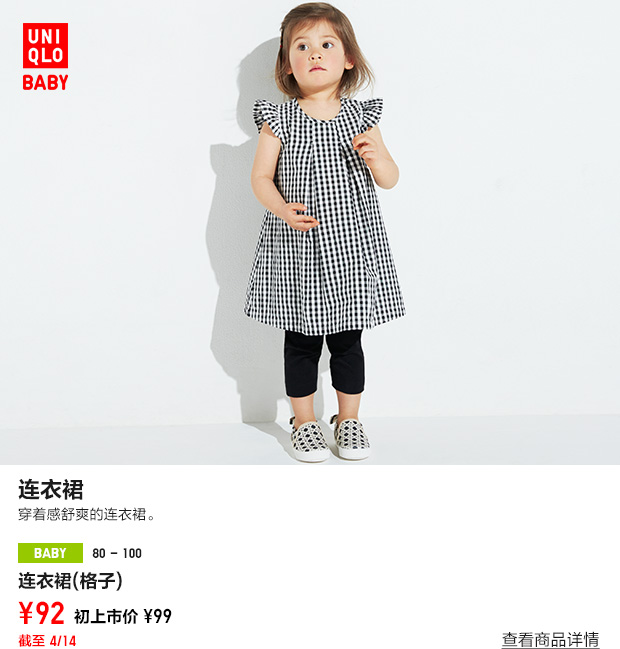 UNI
QLO
BABY
连衣裙
穿着感舒爽的连衣裙。
BABY 80 – 100
连衣裙(格子)
¥92 初上市价 ¥99
截至 4/14
查看商品详情